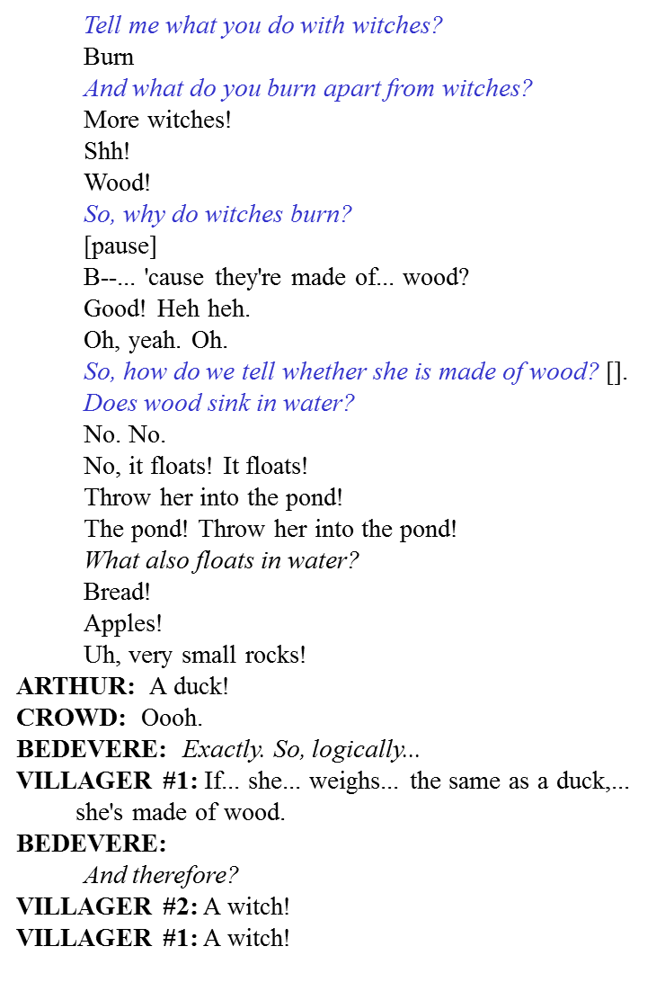 Tell me what you do with witches?
Burn
And what do you burn apart from witches?
More witches!
Shh!
Wood!
So, why do witches burn?
[pause]
B--... 'cause they're made of... wood?
Good! Heh heh.
Oh, yeah. Oh.
So, how do we tell whether she is made of wood? [].
Does wood sink in water?
No. No.
No, it floats! It floats!
Throw her into the pond!
The pond! Throw her into the pond!
What also floats in water?
Bread!
Apples!
Uh, very small rocks!
ARTHUR: A duck!
CROWD: Oooh.
BEDEVERE: Exactly. So, logically...
VILLAGER #1: If... she... weighs... the same as a duck,...
she's made of wood.
BEDEVERE:
And therefore?
VILLAGER #2: A witch!
VILLAGER #1: A witch!